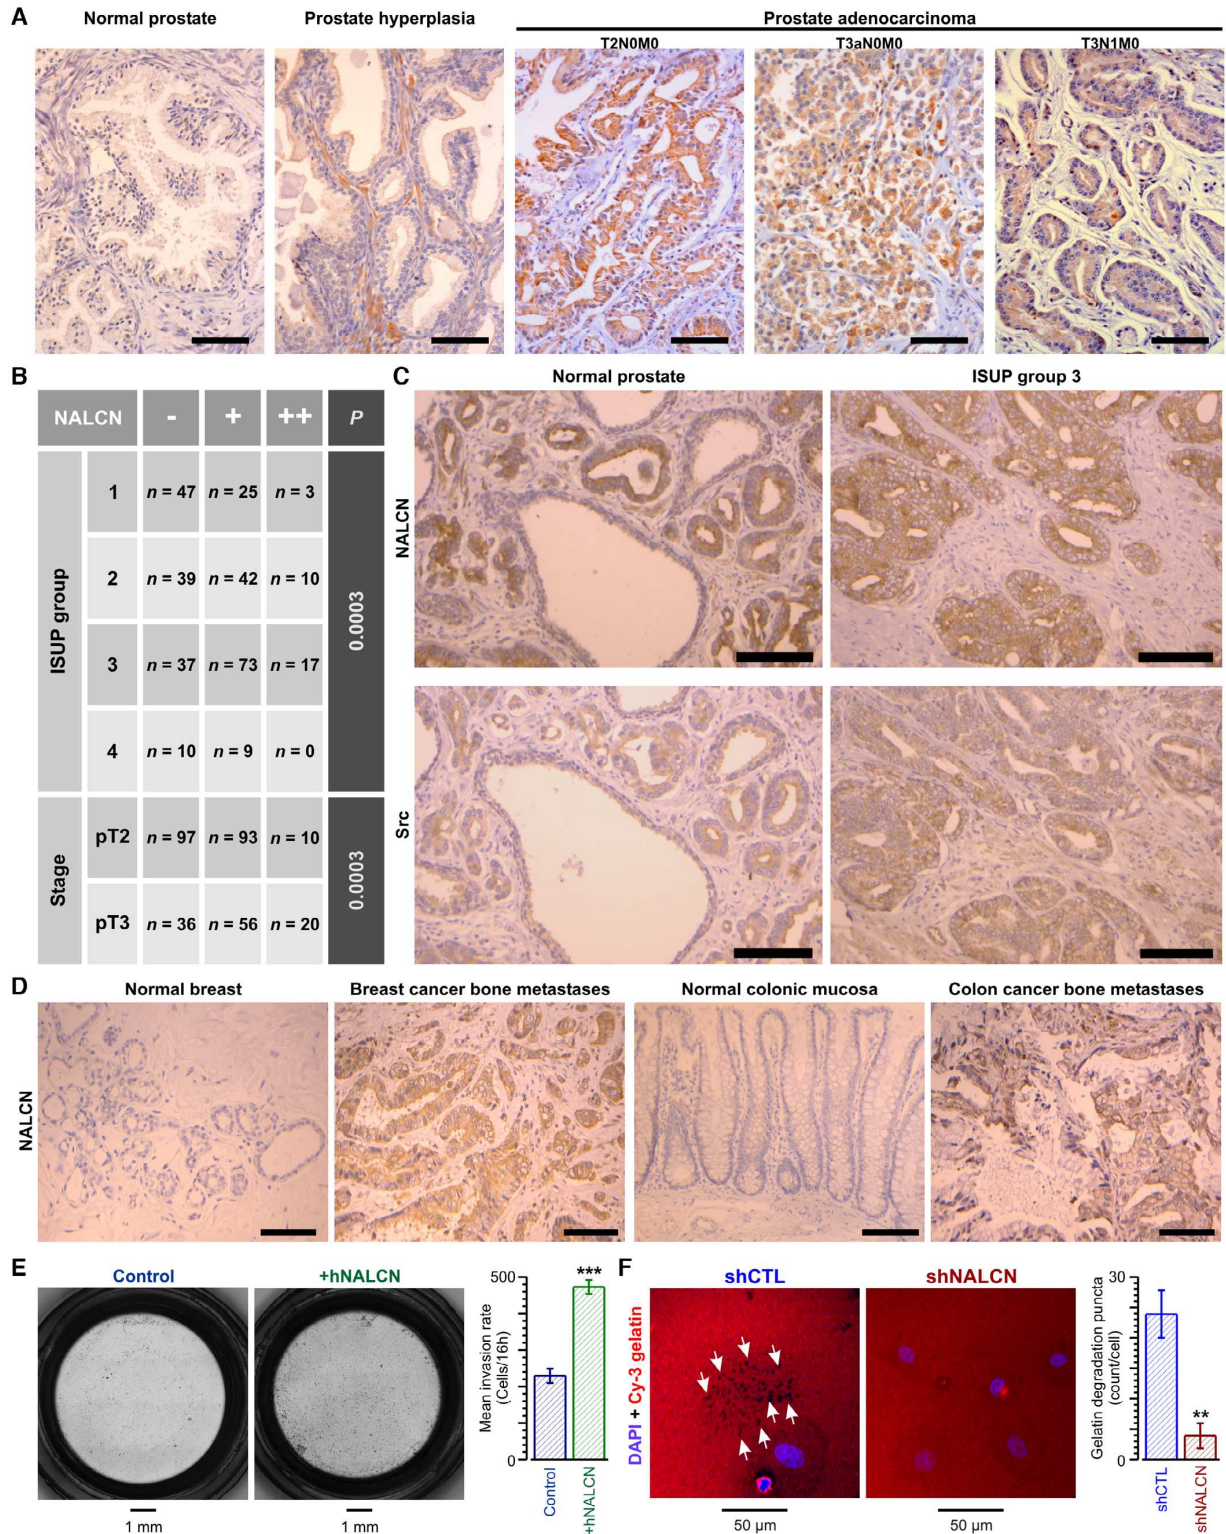 A
Normal prostate
Prostate hyperplasia
Prostate adenocarcinoma
T2N0M0
T3aN0M0
T3N1M0
B
NALCN - + ++ P
ISUP group
1 n = 47 n = 25 n = 3
2 n = 39 n = 42 n = 10
3 n = 37 n = 73 n = 17
4 n = 10 n = 9 n = 0
0.0003
Stage
pT2 n = 97 n = 93 n = 10
pT3 n = 36 n = 56 n = 20
0.0003
C
Normal prostate
ISUP group 3
NALCN
Src
D
Normal breast
Breast cancer bone metastases
Normal colonic mucosa
Colon cancer bone metastases
NALCN
E
Control
+hNALCN
1 mm
1 mm
Mean invasion rate
(Cells/16h)
500
0
***
Control
+hNALCN
F
shCTL
shNALCN
DAPI + Cy-3 gelatin
50 µm
50 µm
Gelatin degradation puncta
(count/cell)
30
0
**
shCTL
shNALCN